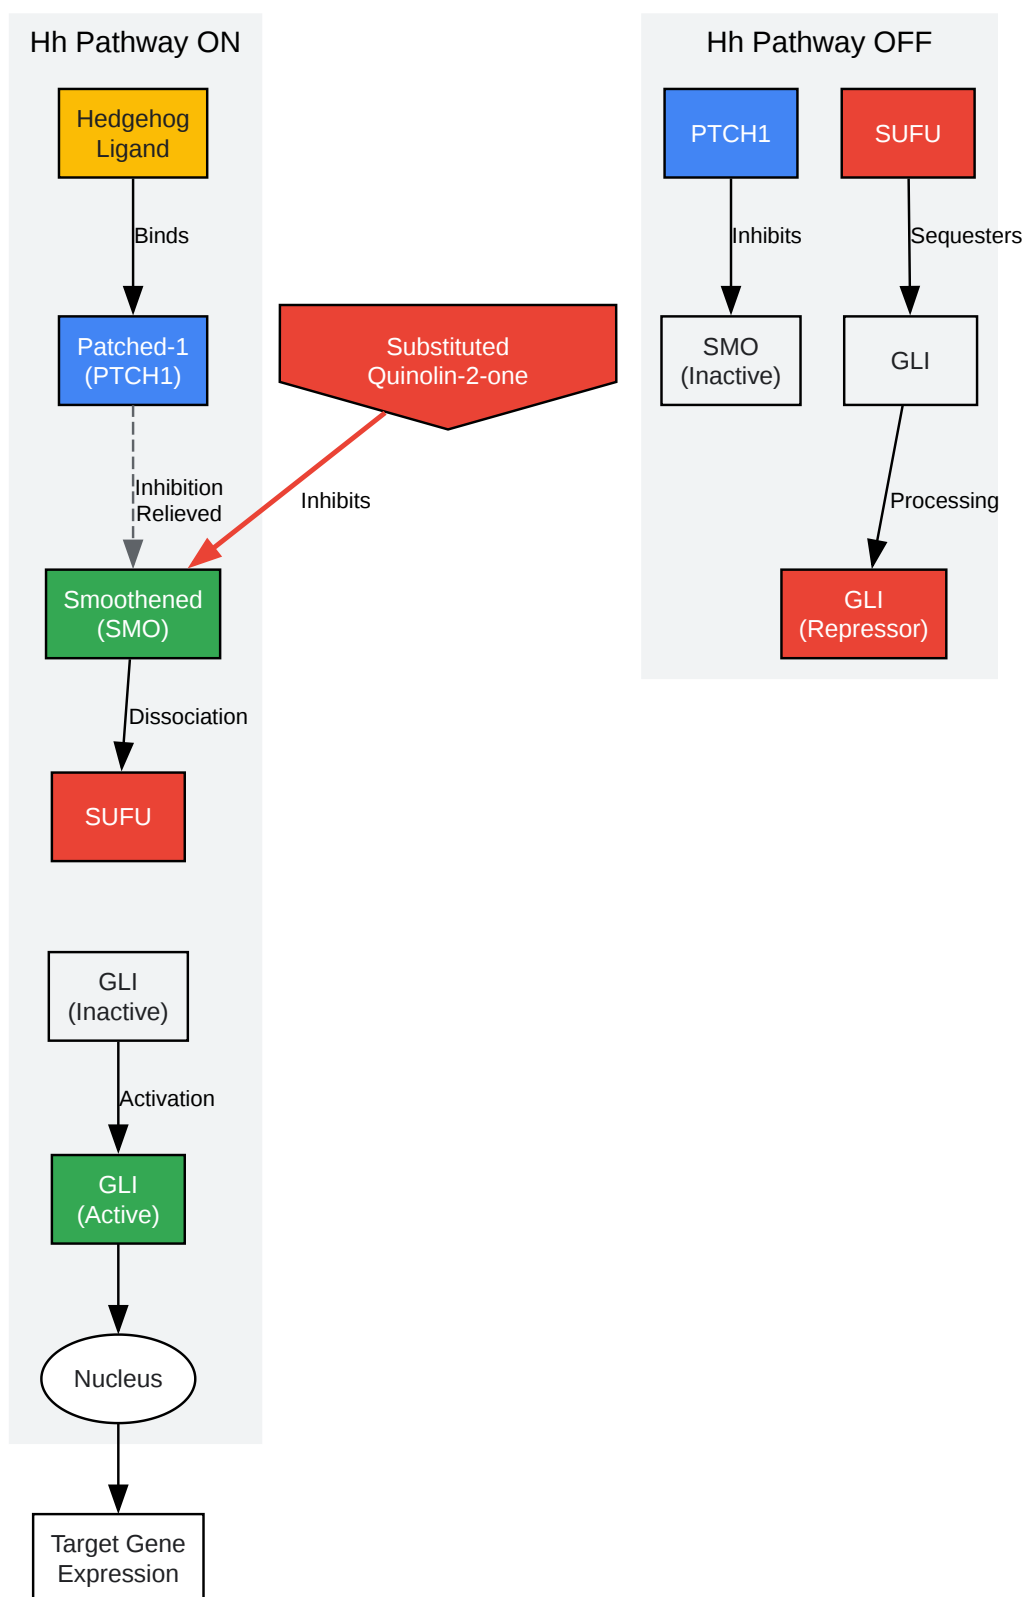 Hh Pathway ON
Hedgehog
Ligand
Binds
Patched-1
(PTCH1)
Inhibition
Relieved
Substituted
Quinolin-2-one
Inhibits
Smoothened
(SMO)
Dissociation
SUFU
GLI
(Inactive)
Activation
GLI
(Active)
Nucleus
Target Gene
Expression
Hh Pathway OFF
PTCH1
SUFU
Inhibits
Sequesters
SMO
(Inactive)
GLI
Processing
GLI
(Repressor)